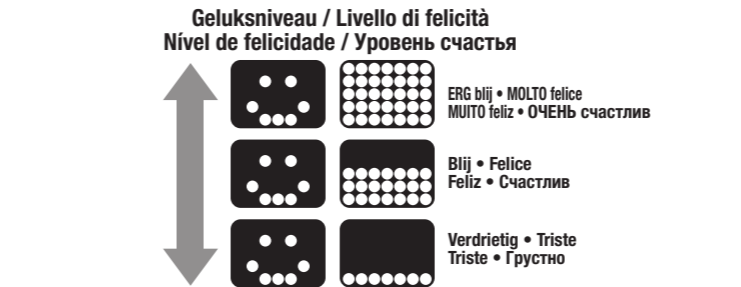 Geluksniveau / Livello di felicità
Nível de felicidade / Уровень счастья
ERG blij • MOLTO felice
MUITO feliz • ОЧЕНЬ счастлив
Blij • Felice
Feliz • Счастлив
Verdrietig • Triste
Triste • Грустно